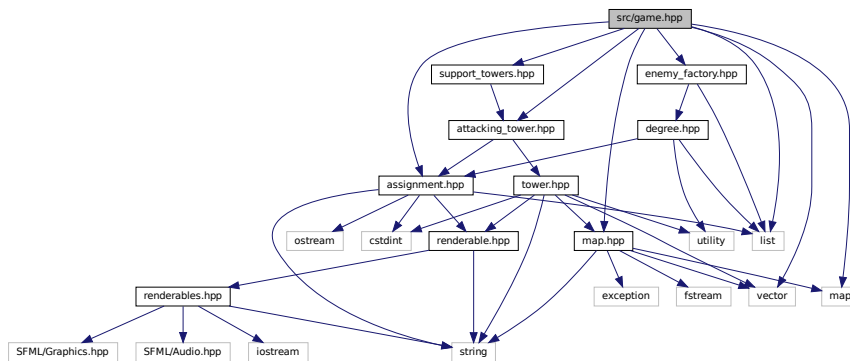 src/game.hpp
support_towers.hpp
enemy_factory.hpp
attacking_tower.hpp
degree.hpp
assignment.hpp
tower.hpp
ostream
cstdint
renderable.hpp
map.hpp
utility
list
renderables.hpp
exception
fstream
vector
map
SFML/Graphics.hpp
SFML/Audio.hpp
iostream
string